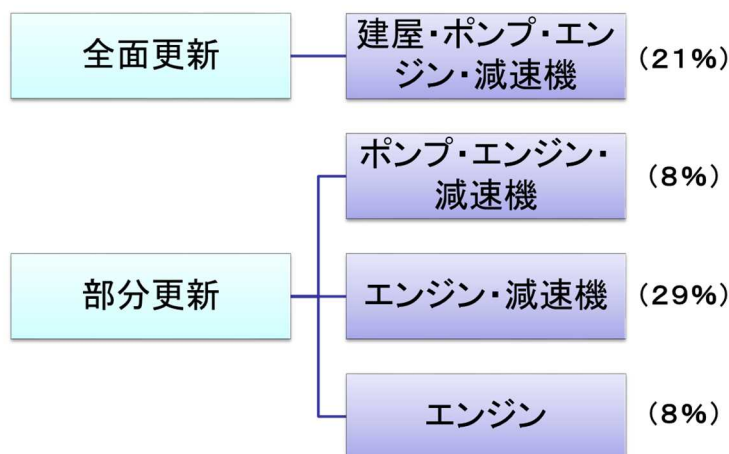 全面更新
建屋・ポンプ・エン
ジン・減速機
(21%)
ポンプ・エンジン・
減速機
(8%)
部分更新
エンジン・減速機
(29%)
エンジン
(8%)